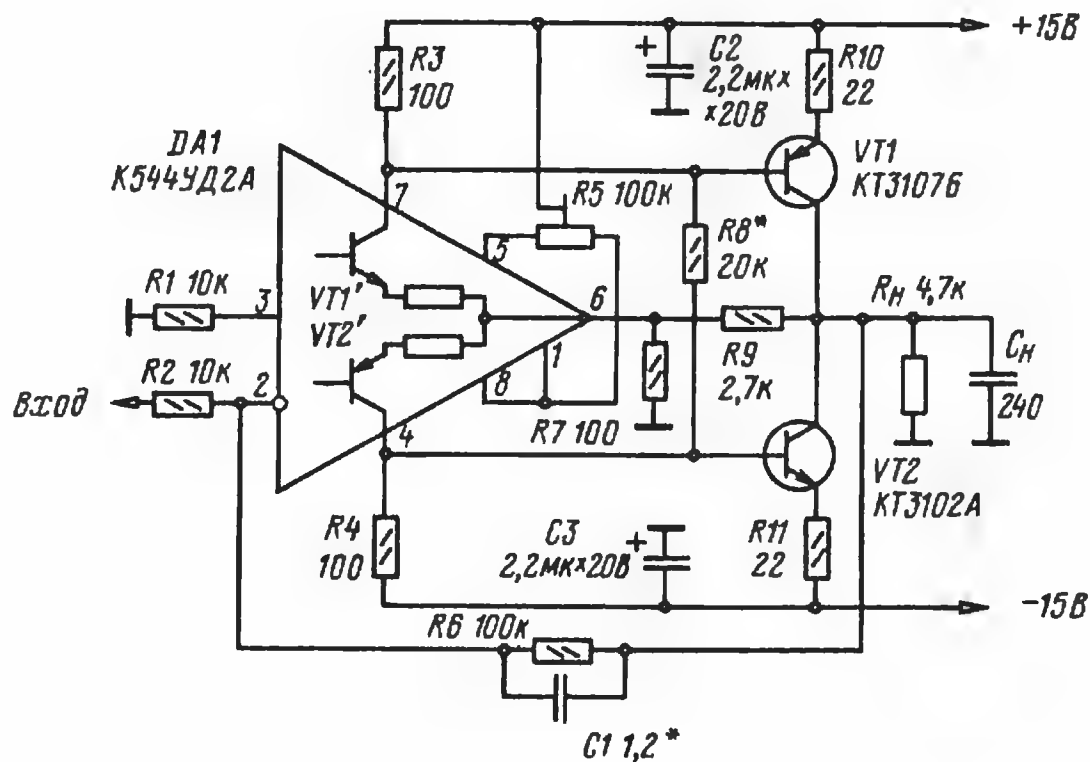 +15В
R3
100
+
C2
2,2мк×
×20В
R10
22
DA1
К544УД2А
7
R5 100к
VT1
КТ3107Б
5
R8*
20к
R1 10к
3
VT1'
VT2'
6
Rн 4,7к
R2 10к
2
1
8
R9
2,7к
Cн
240
Вход
4
R7 100
VT2
КТ3102А
R4
100
C3
2,2мк×20В
+
R11
22
-15В
R6 100к
C1 1,2*